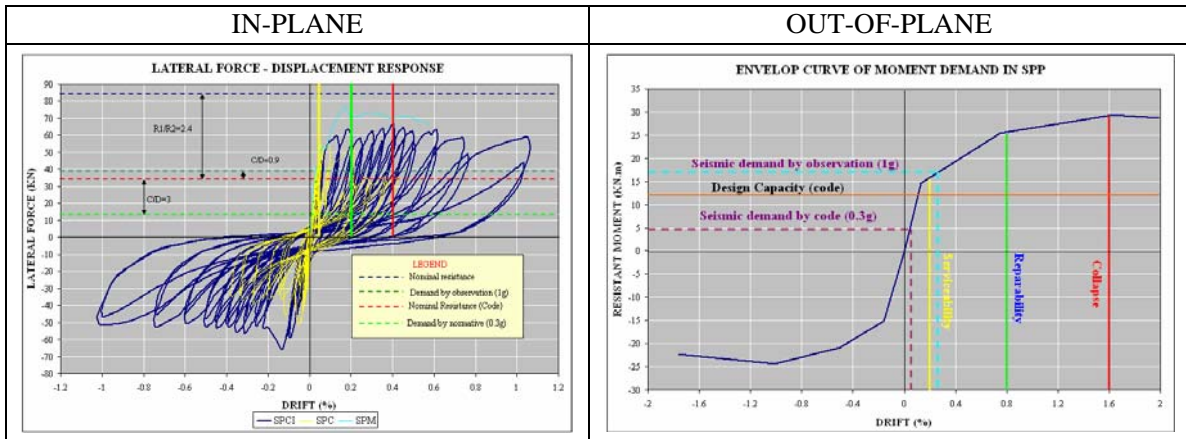 IN-PLANE
OUT-OF-PLANE
LATERAL FORCE - DISPLACEMENT RESPONSE
LATERAL FORCE (KN)
90
80
70
60
50
40
30
20
10
0
-10
-20
-30
-40
-50
-60
-70
-80
R1/R2=2.4
C/D=0.9
C/D=3
LEGEND
Nominal resistance
Demand by observation (1g)
Nominal Resistance (Code)
Demand by normative (0.3g)
-1.2 -1 -0.8 -0.6 -0.4 -0.2 0 0.2 0.4 0.6 0.8 1 1.2
DRIFT (%)
SPCI SPC SPM
ENVELOP CURVE OF MOMENT DEMAND IN SPP
RESISTANT MOMENT (KN.m)
35
30
25
20
15
10
5
0
-5
-10
-15
-20
-25
-30
Seismic demand by observation (1g)
Design Capacity (code)
Seismic demand by code (0.3g)
Serviceability
Reparability
Collapse
-2 -1.6 -1.2 -0.8 -0.4 0 0.4 0.8 1.2 1.6 2
DRIFT (%)